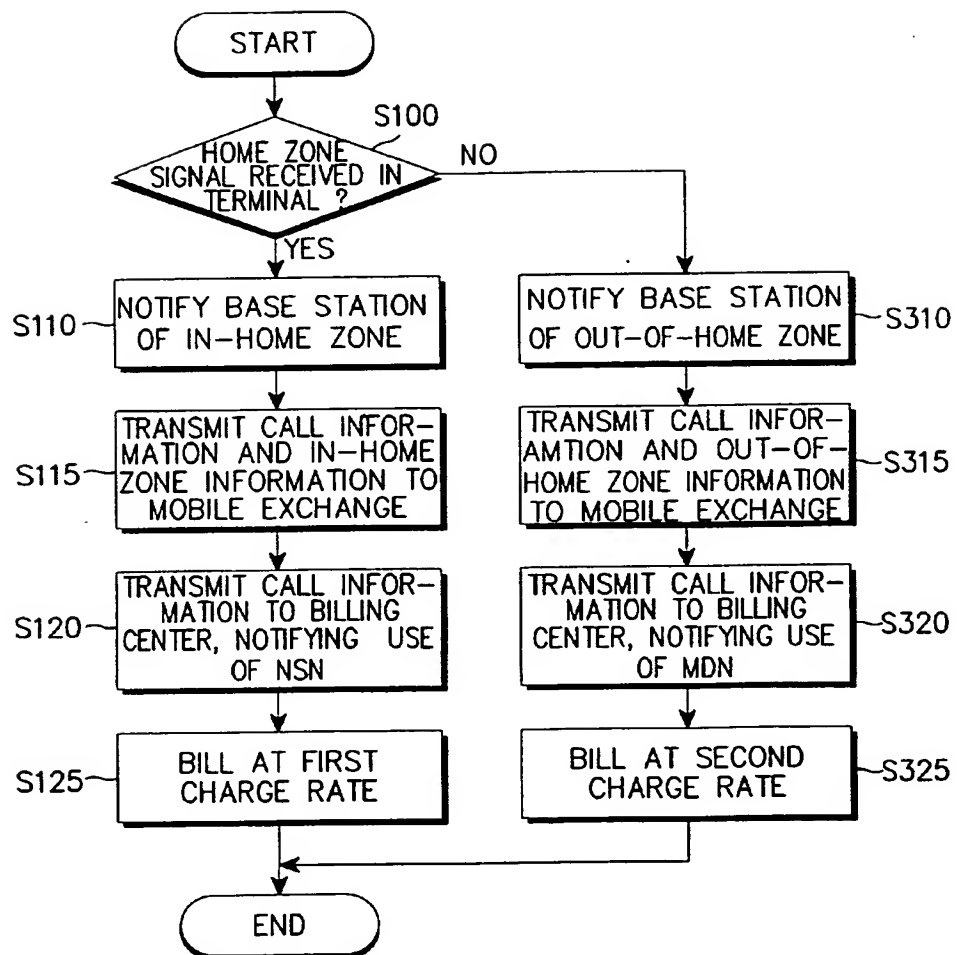 START
S100
HOME ZONE
SIGNAL RECEIVED IN
TERMINAL ?
NO
YES
S110
NOTIFY BASE STATION
OF IN-HOME ZONE
NOTIFY BASE STATION
OF OUT-OF-HOME ZONE
S310
S115
TRANSMIT CALL INFOR-
MATION AND IN-HOME
ZONE INFORMATION TO
MOBILE EXCHANGE
TRANSMIT CALL INFOR-
AMTION AND OUT-OF-
HOME ZONE INFORMATION
TO MOBILE EXCHANGE
S315
S120
TRANSMIT CALL INFOR-
MATION TO BILLING
CENTER, NOTIFYING USE
OF NSN
TRANSMIT CALL INFOR-
MATION TO BILLING
CENTER, NOTIFYING USE
OF MDN
S320
S125
BILL AT FIRST
CHARGE RATE
BILL AT SECOND
CHARGE RATE
S325
END